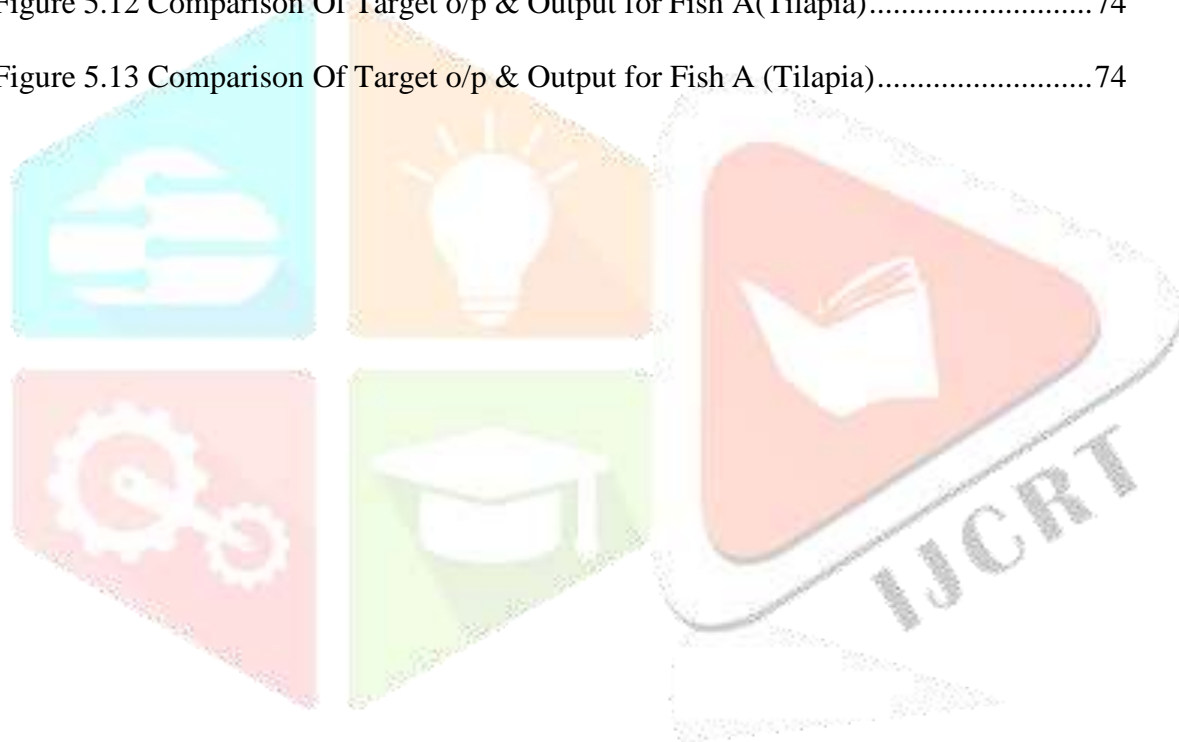 Figure 5.12 Comparison Of Target o/p & Output for Fish A(Tilapia)............................74
Figure 5.13 Comparison Of Target o/p & Output for Fish A (Tilapia)...........................74
IJCRT